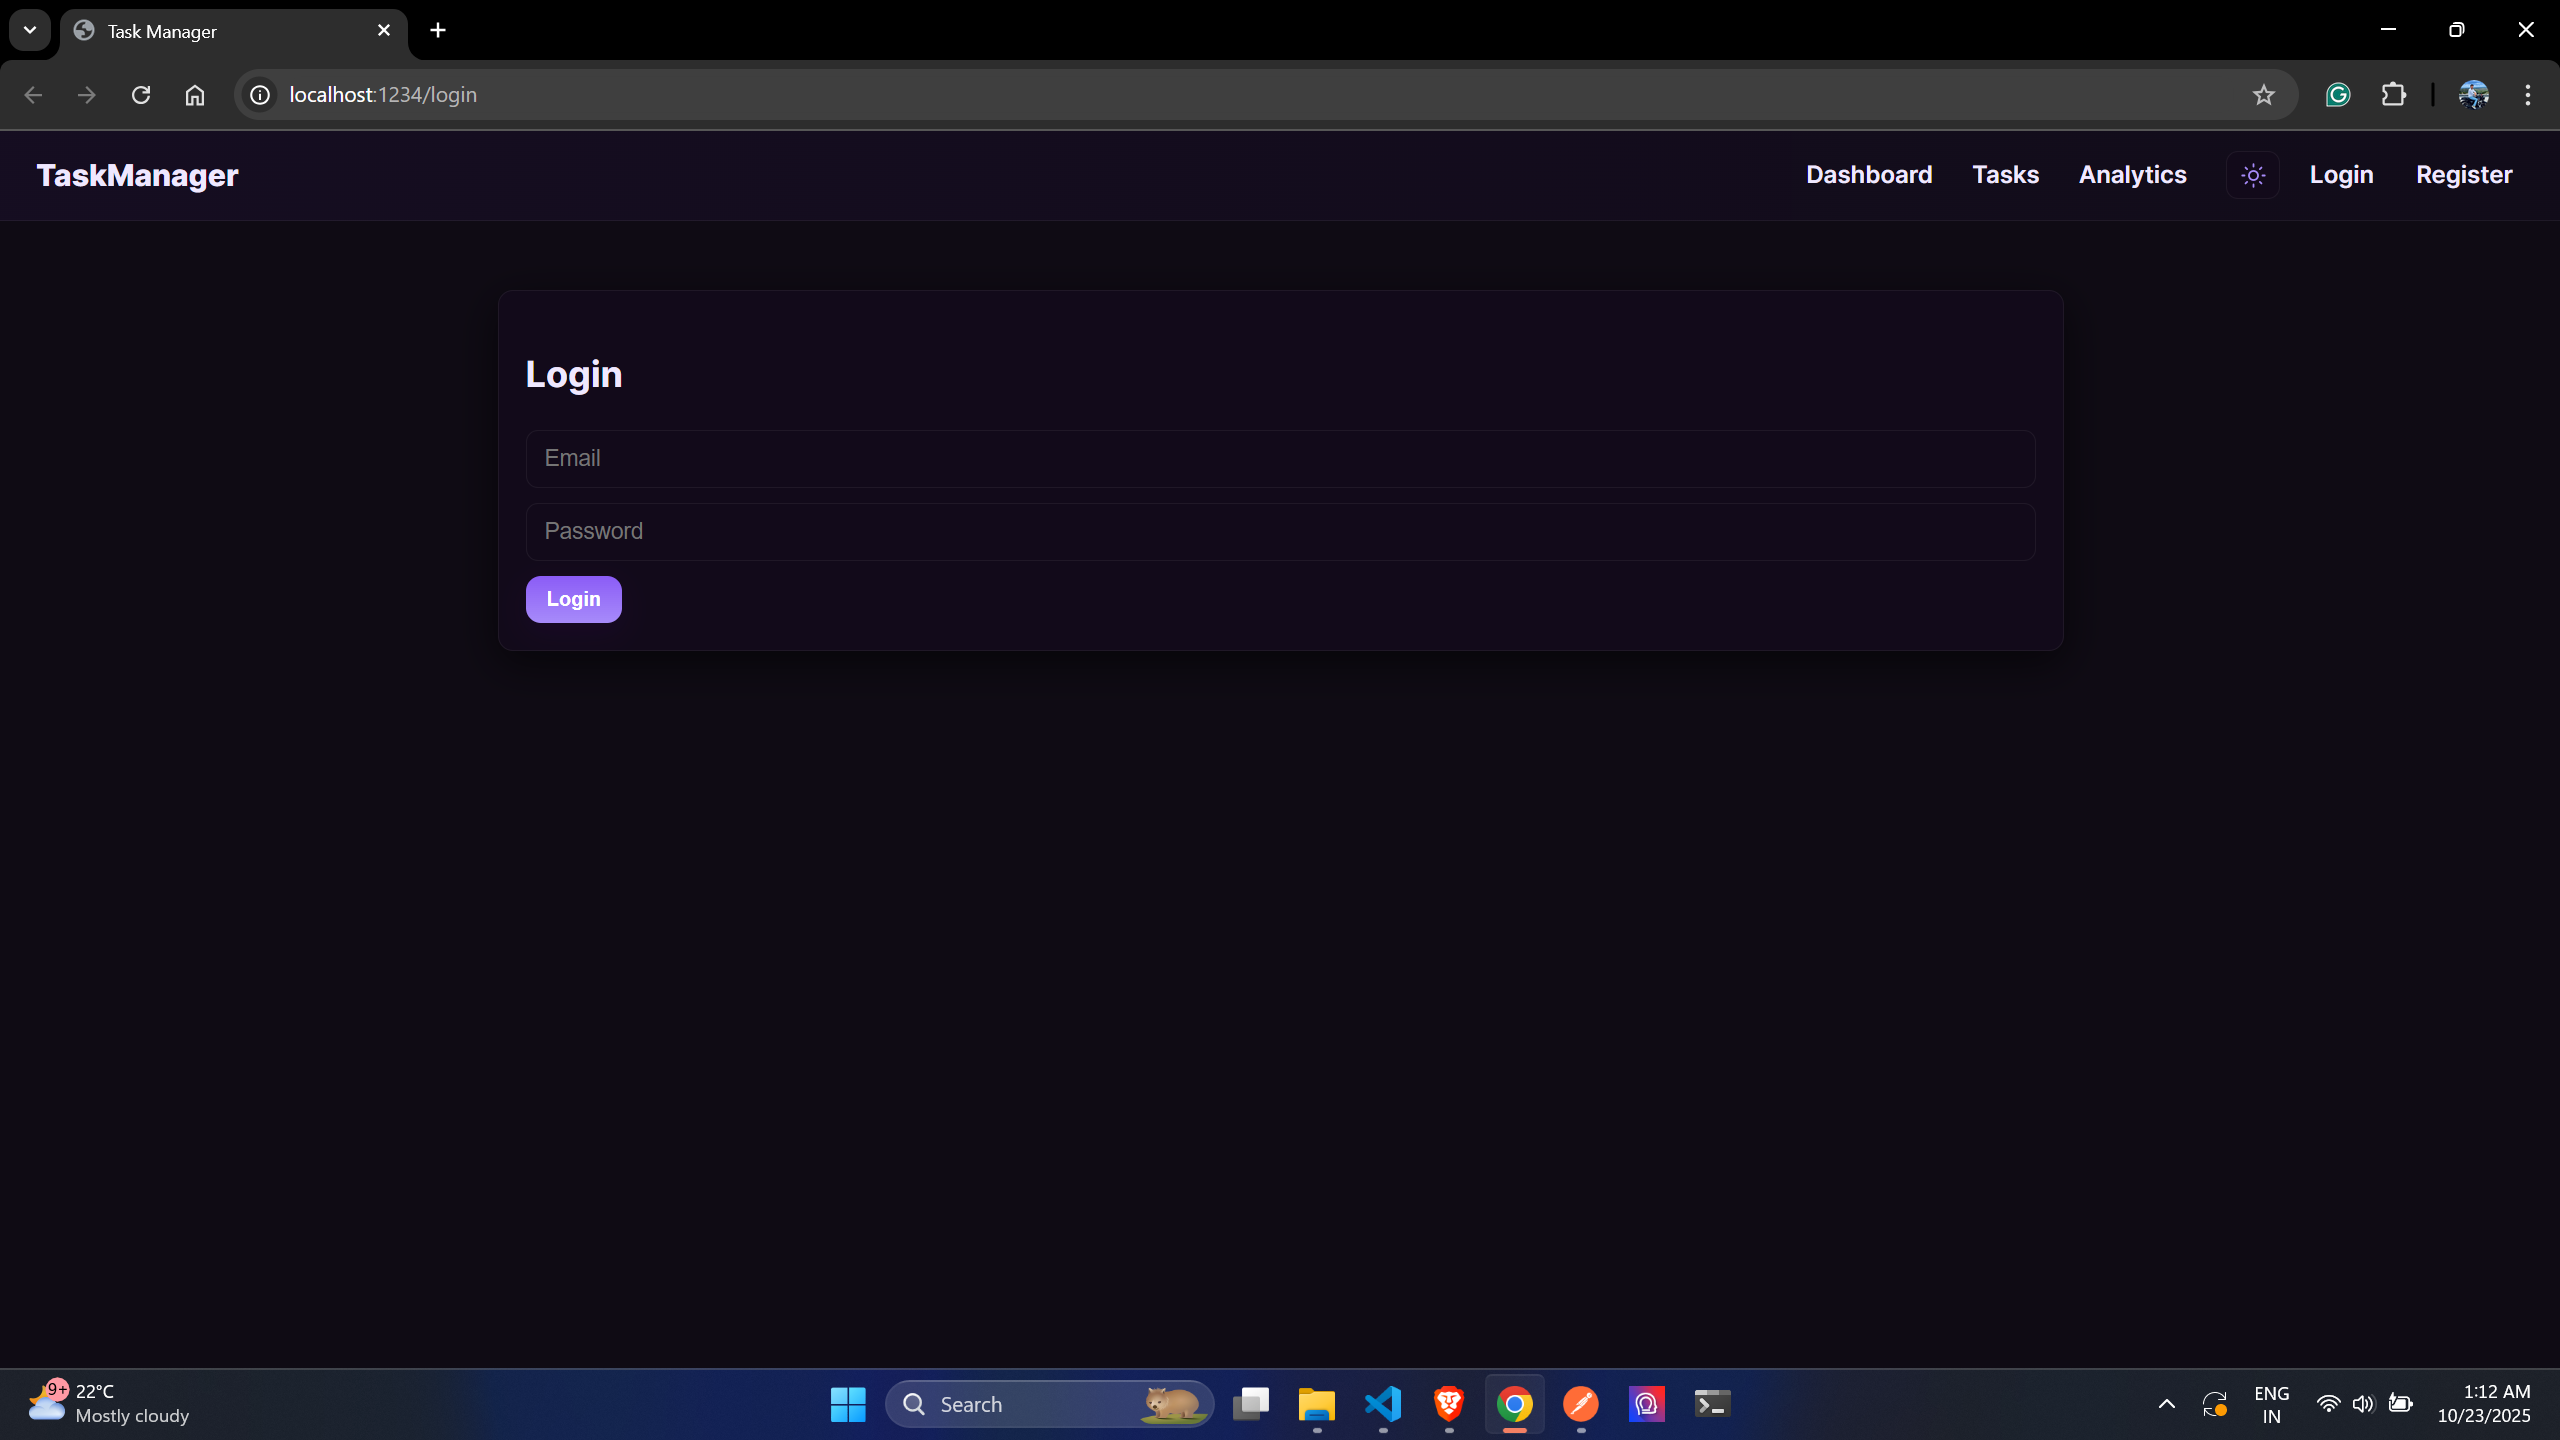 Task Manager
localhost:1234/login
TaskManager
Dashboard
Tasks
Analytics
Login
Register
Login
Email
Password
Login
9+
22°C
Mostly cloudy
Search
ENG
IN
1:12 AM
10/23/2025